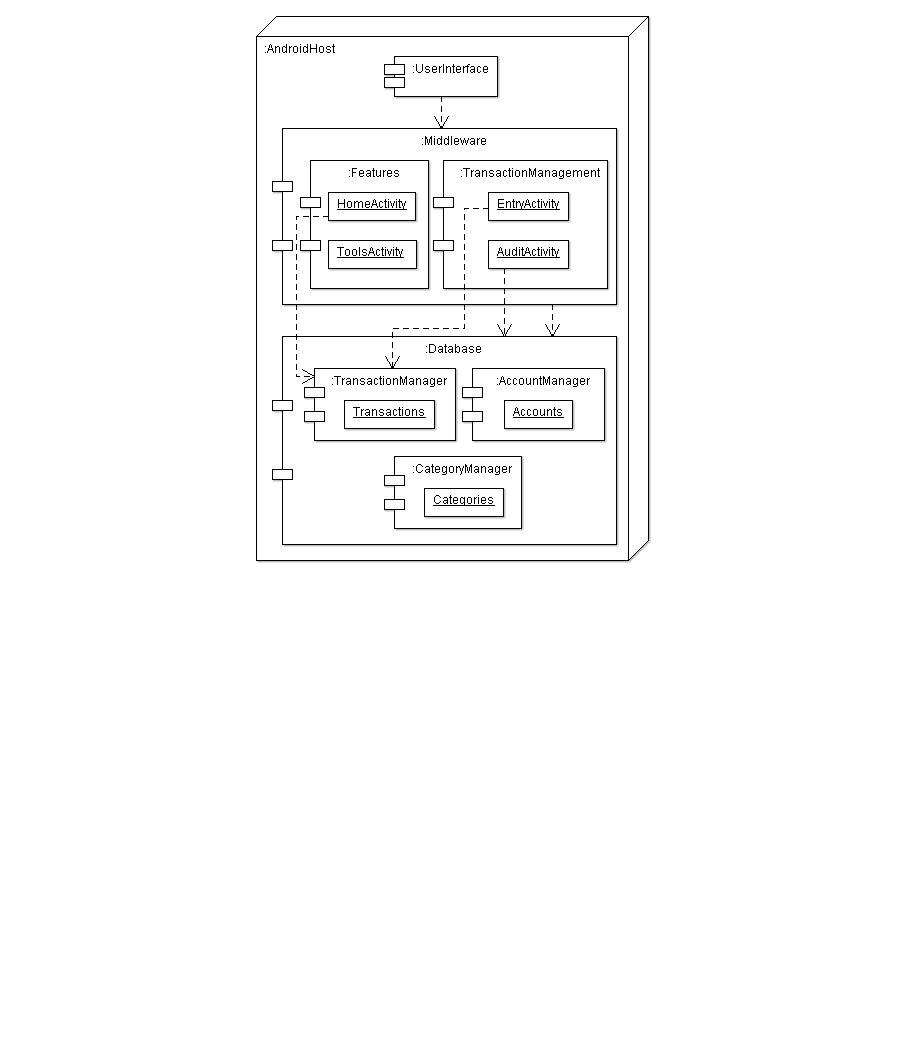 :AndroidHost
:UserInterface
:Middleware
:Features
:TransactionManagement
HomeActivity
EntryActivity
ToolsActivity
AuditActivity
:Database
:TransactionManager
:AccountManager
Transactions
Accounts
:CategoryManager
Categories